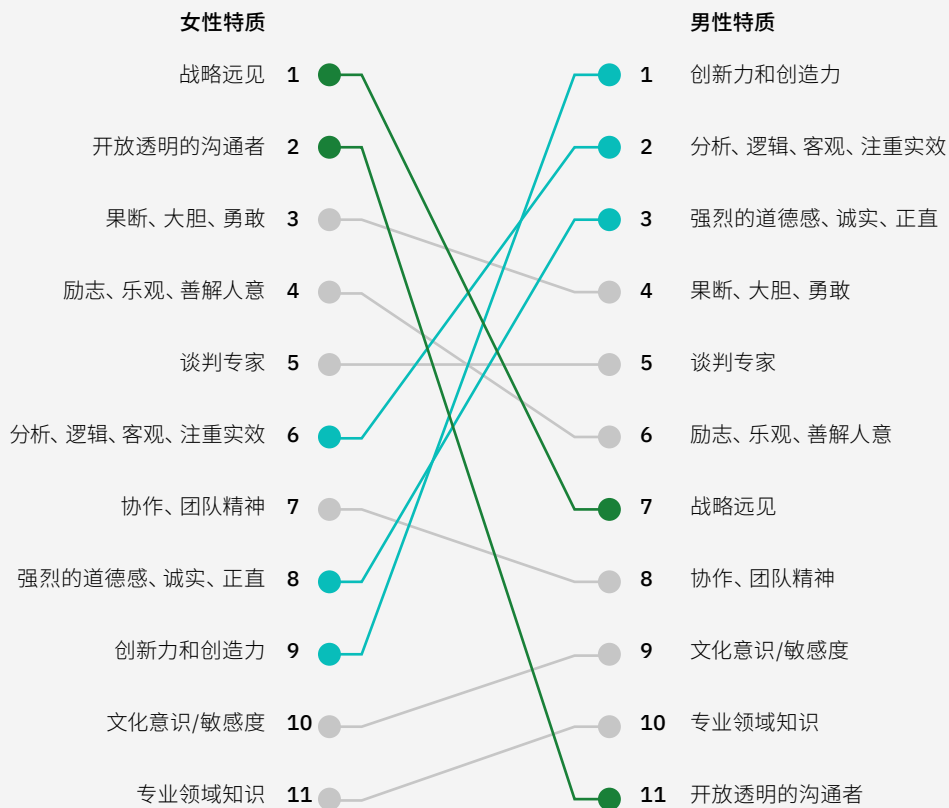 女性特质 男性特质
战略远见 1 1 创新力和创造力
开放透明的沟通者 2 2 分析、逻辑、客观、注重实效
果断、大胆、勇敢 3 3 强烈的道德感、诚实、正直
励志、乐观、善解人意 4 4 果断、大胆、勇敢
谈判专家 5 5 谈判专家
分析、逻辑、客观、注重实效 6 6 励志、乐观、善解人意
协作、团队精神 7 7 战略远见
强烈的道德感、诚实、正直 8 8 协作、团队精神
创新力和创造力 9 9 文化意识/敏感度
文化意识/敏感度 10 10 专业领域知识
专业领域知识 11 11 开放透明的沟通者